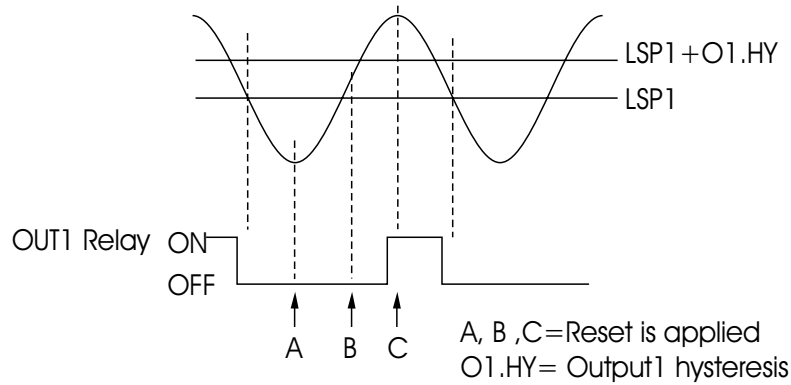 LSP1+O1.HY
LSP1
OUT1 Relay ON
OFF
A B C
A, B ,C=Reset is applied
O1.HY= Output1 hysteresis